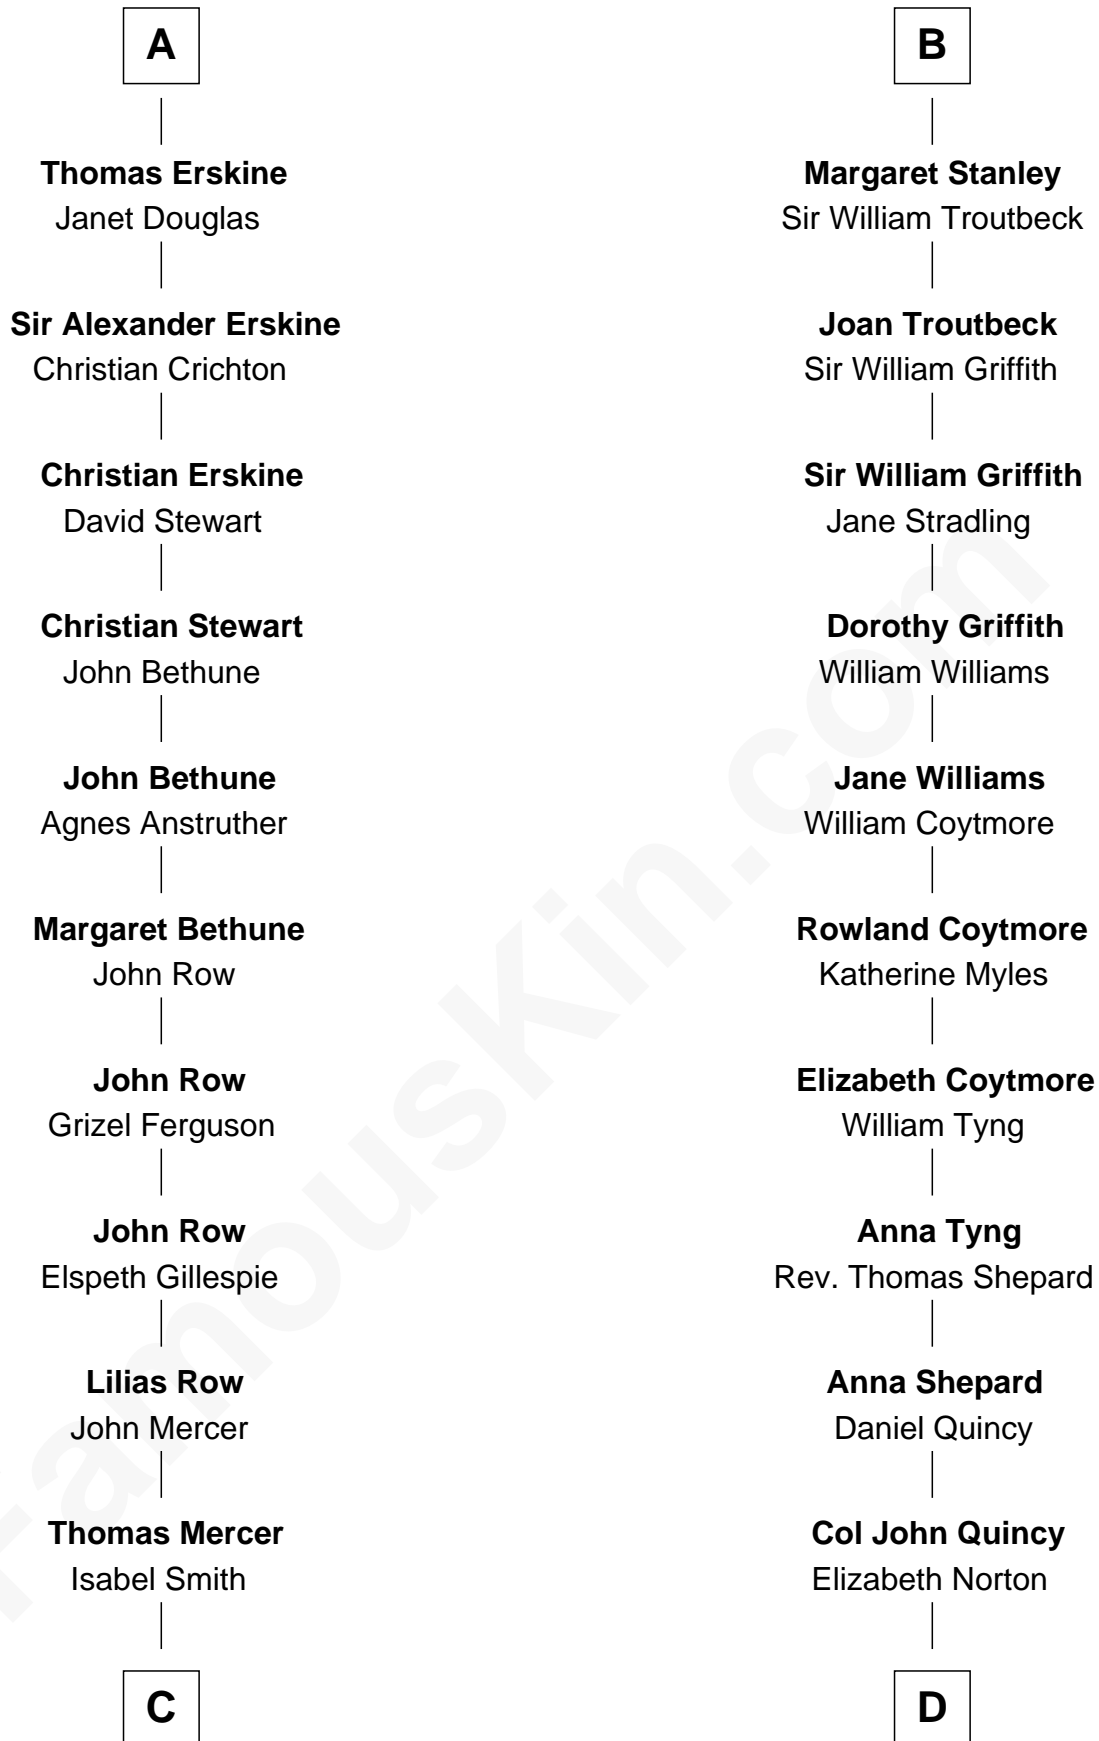 A
Thomas Erskine
Janet Douglas
Sir Alexander Erskine
Christian Crichton
Christian Erskine
David Stewart
Christian Stewart
John Bethune
John Bethune
Agnes Anstruther
Margaret Bethune
John Row
John Row
Grizel Ferguson
John Row
Elspeth Gillespie
Lilias Row
John Mercer
Thomas Mercer
Isabel Smith
C
B
Margaret Stanley
Sir William Troutbeck
Joan Troutbeck
Sir William Griffith
Sir William Griffith
Jane Stradling
Dorothy Griffith
William Williams
Jane Williams
William Coytmore
Rowland Coytmore
Katherine Myles
Elizabeth Coytmore
William Tyng
Anna Tyng
Rev. Thomas Shepard
Anna Shepard
Daniel Quincy
Col John Quincy
Elizabeth Norton
D
FamousKin.com